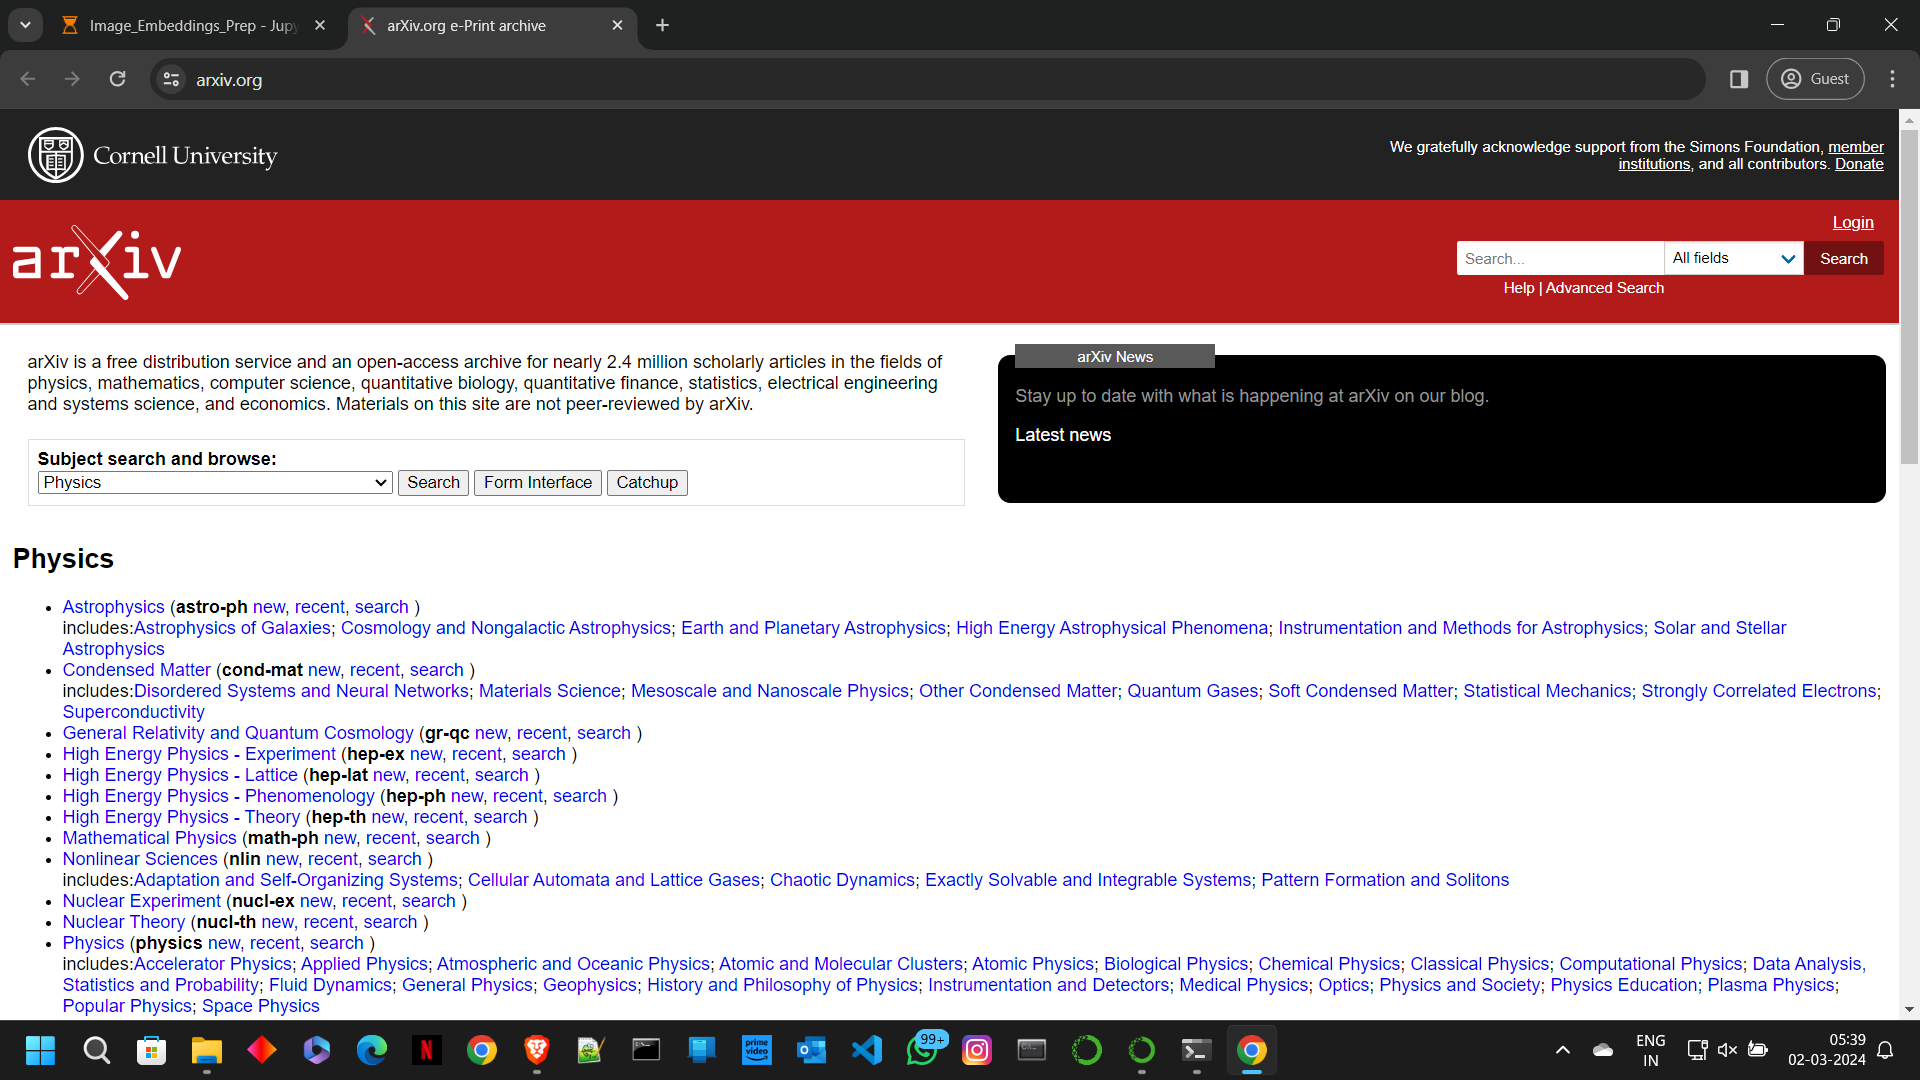 Image_Embeddings_Prep - Jupy
arXiv.org e-Print archive
arxiv.org
Guest
Cornell University
We gratefully acknowledge support from the Simons Foundation, member
institutions, and all contributors. Donate
arXiv
Login
Search...
All fields
Search
Help | Advanced Search
arXiv is a free distribution service and an open-access archive for nearly 2.4 million scholarly articles in the fields of
physics, mathematics, computer science, quantitative biology, quantitative finance, statistics, electrical engineering
and systems science, and economics. Materials on this site are not peer-reviewed by arXiv.
arXiv News
Stay up to date with what is happening at arXiv on our blog.
Latest news
Subject search and browse:
Physics
Search
Form Interface
Catchup
Physics
Astrophysics (astro-ph new, recent, search )
includes:Astrophysics of Galaxies; Cosmology and Nongalactic Astrophysics; Earth and Planetary Astrophysics; High Energy Astrophysical Phenomena; Instrumentation and Methods for Astrophysics; Solar and Stellar
Astrophysics
Condensed Matter (cond-mat new, recent, search )
includes:Disordered Systems and Neural Networks; Materials Science; Mesoscale and Nanoscale Physics; Other Condensed Matter; Quantum Gases; Soft Condensed Matter; Statistical Mechanics; Strongly Correlated Electrons;
Superconductivity
General Relativity and Quantum Cosmology (gr-qc new, recent, search )
High Energy Physics - Experiment (hep-ex new, recent, search )
High Energy Physics - Lattice (hep-lat new, recent, search )
High Energy Physics - Phenomenology (hep-ph new, recent, search )
High Energy Physics - Theory (hep-th new, recent, search )
Mathematical Physics (math-ph new, recent, search )
Nonlinear Sciences (nlin new, recent, search )
includes:Adaptation and Self-Organizing Systems; Cellular Automata and Lattice Gases; Chaotic Dynamics; Exactly Solvable and Integrable Systems; Pattern Formation and Solitons
Nuclear Experiment (nucl-ex new, recent, search )
Nuclear Theory (nucl-th new, recent, search )
Physics (physics new, recent, search )
includes:Accelerator Physics; Applied Physics; Atmospheric and Oceanic Physics; Atomic and Molecular Clusters; Atomic Physics; Biological Physics; Chemical Physics; Classical Physics; Computational Physics; Data Analysis,
Statistics and Probability; Fluid Dynamics; General Physics; Geophysics; History and Philosophy of Physics; Instrumentation and Detectors; Medical Physics; Optics; Physics and Society; Physics Education; Plasma Physics;
Popular Physics; Space Physics
N
prime
video
99+
ENG
IN
05:39
02-03-2024